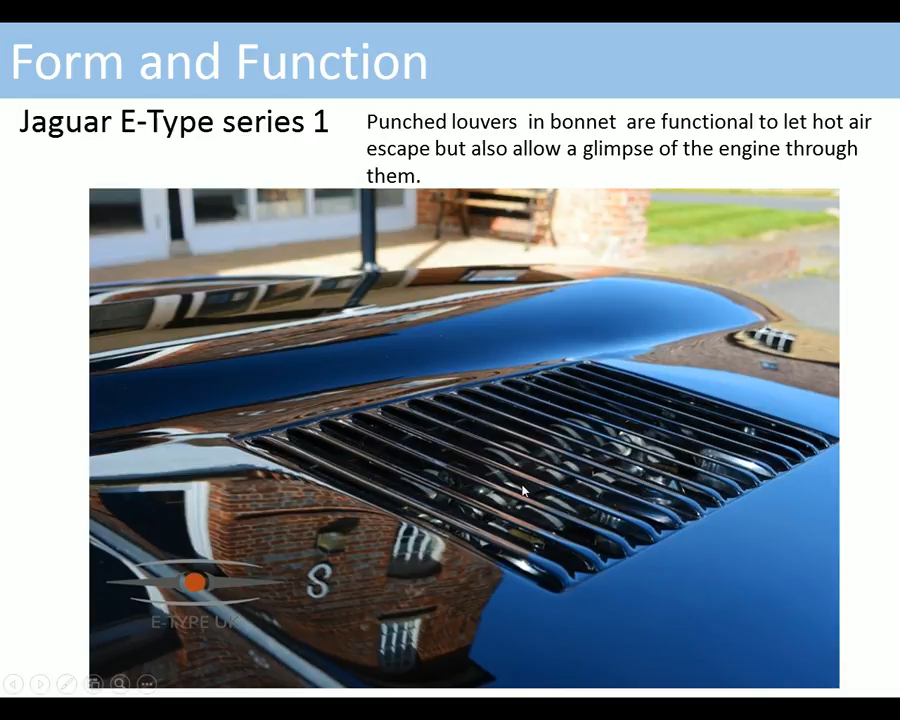 Form and Function
Jaguar E-Type series 1
Punched louvers in bonnet are functional to let hot air
escape but also allow a glimpse of the engine through
them.
S
E-TYPE UK